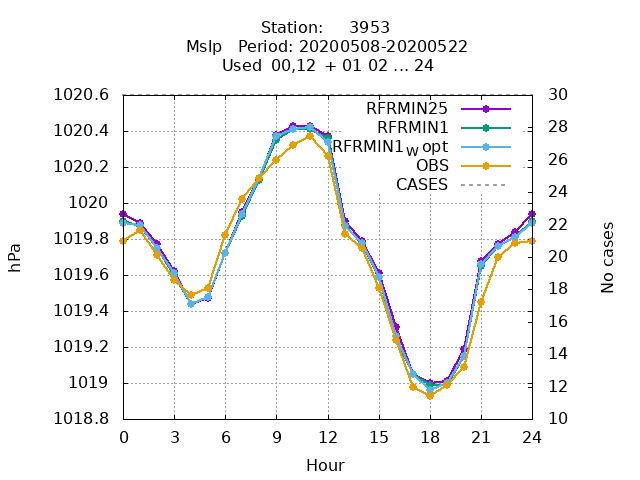 Station:     3953
Mslp   Period: 20200508-20200522
Used  00,12  + 01 02 ... 24
1020.6
1020.4
1020.2
1020
1019.8
1019.6
1019.4
1019.2
1019
1018.8
hPa
RFRMIN25
RFRMIN1
RFRMIN1w opt
OBS
CASES
30
28
26
24
22
20
18
16
14
12
10
No cases
0 3 6 9 12 15 18 21 24
Hour